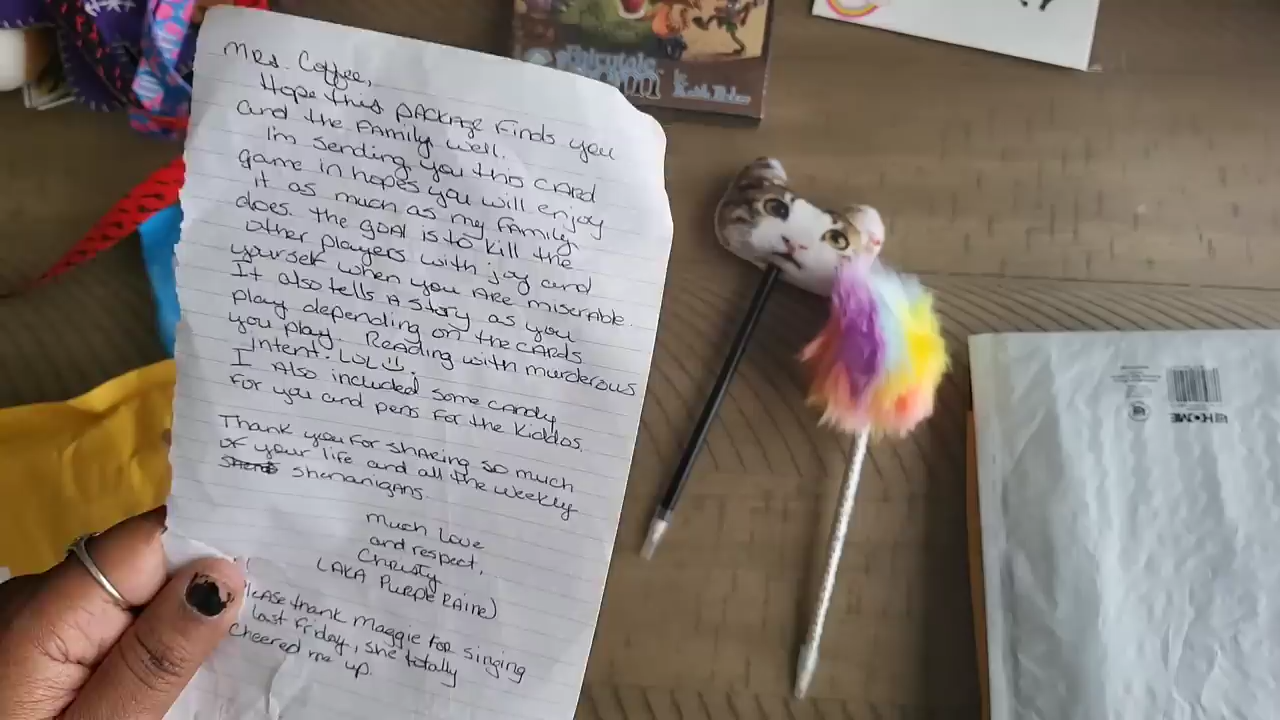 Mrs. Coffee,
Hope this package finds you
and the family well.
I'm sending you this card
game in hopes you will enjoy
it as much as my family
does. the goal is to kill the
other players with joy and
yourself when you are miserable.
It also tells a story as you
play depending on the cards
you play. Reading with murderous
intent. LOL
I also included some candy
for you and pens for the kiddos.
Thank you for sharing so much
of your life and all the weekly
shenanigans.
Much Love
and respect,
Christy
(AKA Purple Raine)
Please thank Maggie for singing
last Friday, she totally
cheered me up.
Fairytale
HOME